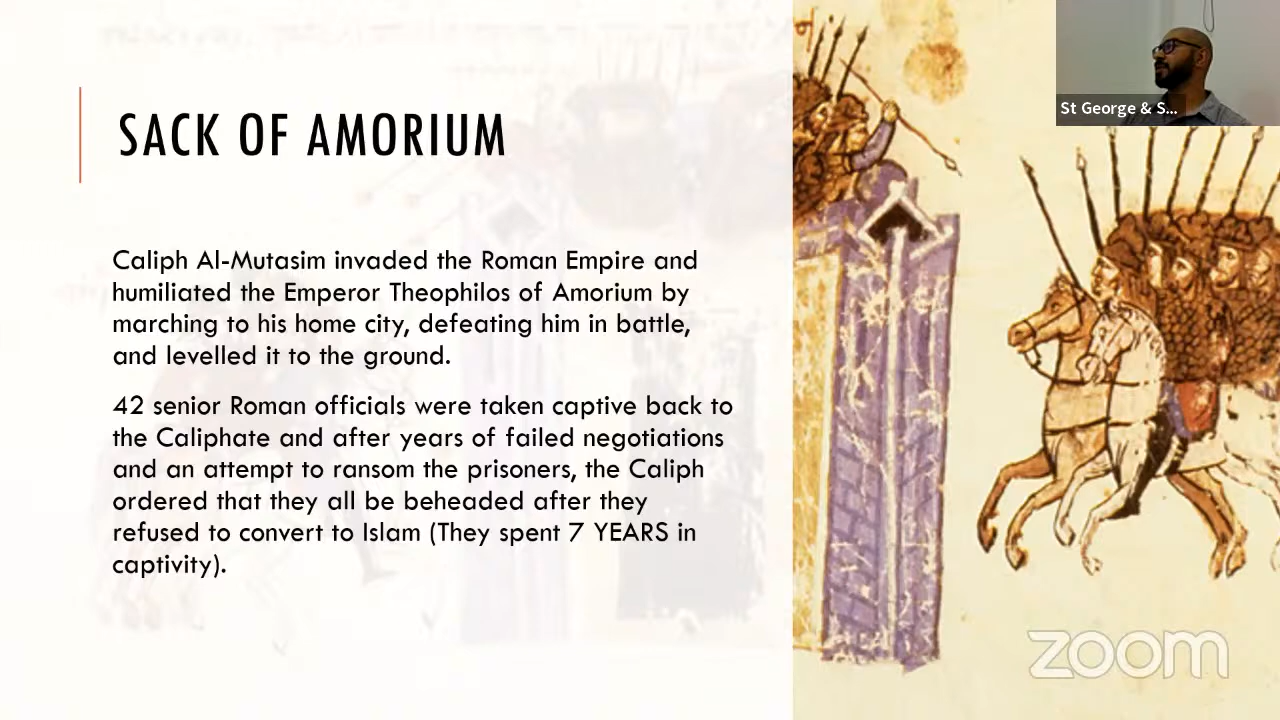 St George & S...
SACK OF AMORIUM
Caliph Al-Mutasim invaded the Roman Empire and
humiliated the Emperor Theophilos of Amorium by
marching to his home city, defeating him in battle,
and levelled it to the ground.
42 senior Roman officials were taken captive back to
the Caliphate and after years of failed negotiations
and an attempt to ransom the prisoners, the Caliph
ordered that they all be beheaded after they
refused to convert to Islam (They spent 7 YEARS in
captivity).
zoom